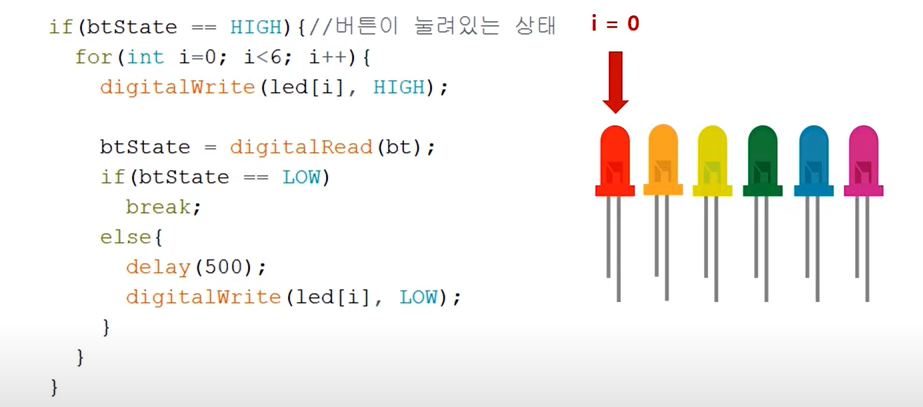 if(btState == HIGH){//버튼이 눌려있는 상태
for(int i=0; i<6; i++){
digitalWrite(led[i], HIGH);
btState = digitalRead(bt);
if(btState == LOW)
break;
else{
delay(500);
digitalWrite(led[i], LOW);
}
}
}
i = 0